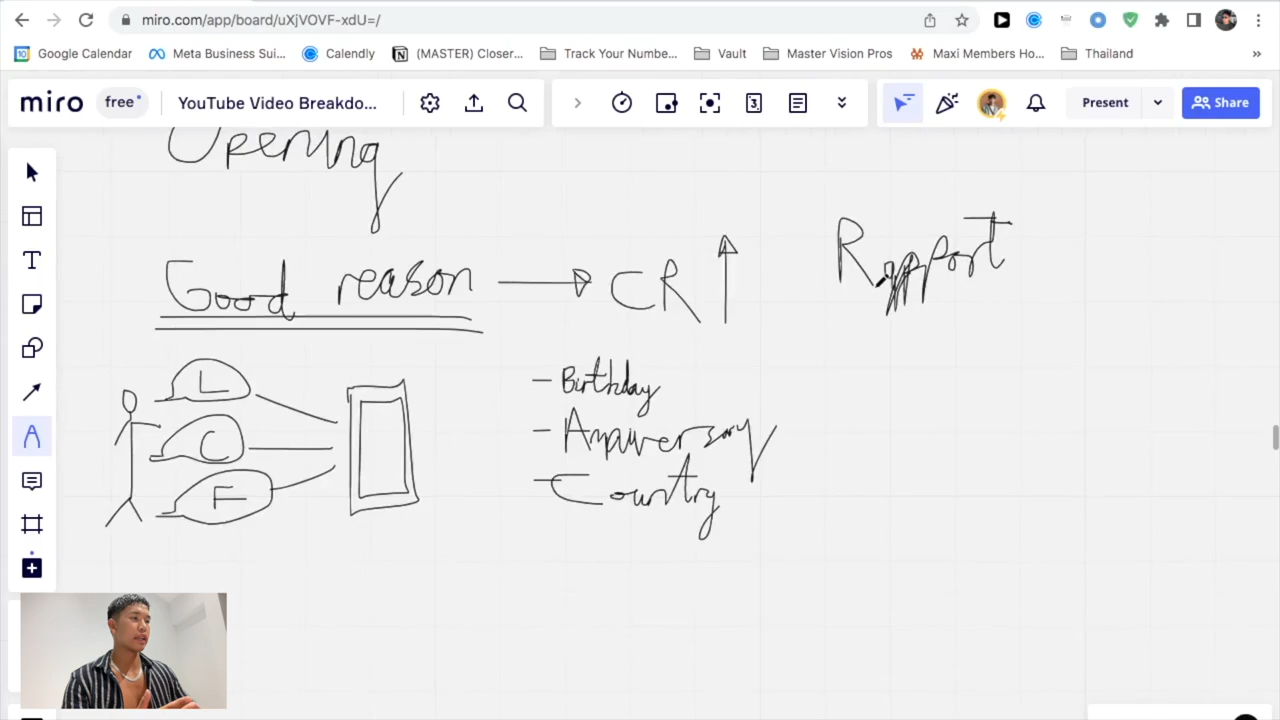 miro.com/app/board/uXjVOVF-xdU=/
Google Calendar Meta Business Sui... Calendly (MASTER) Closer... Track Your Numbe... Vault Master Vision Pros Maxi Members Ho... Thailand »
miro free YouTube Video Breakdo... Present Share
Opening
Good reason → CR ↑ Rapport
L
C
F
- Birthday
- Anniversary
- Country